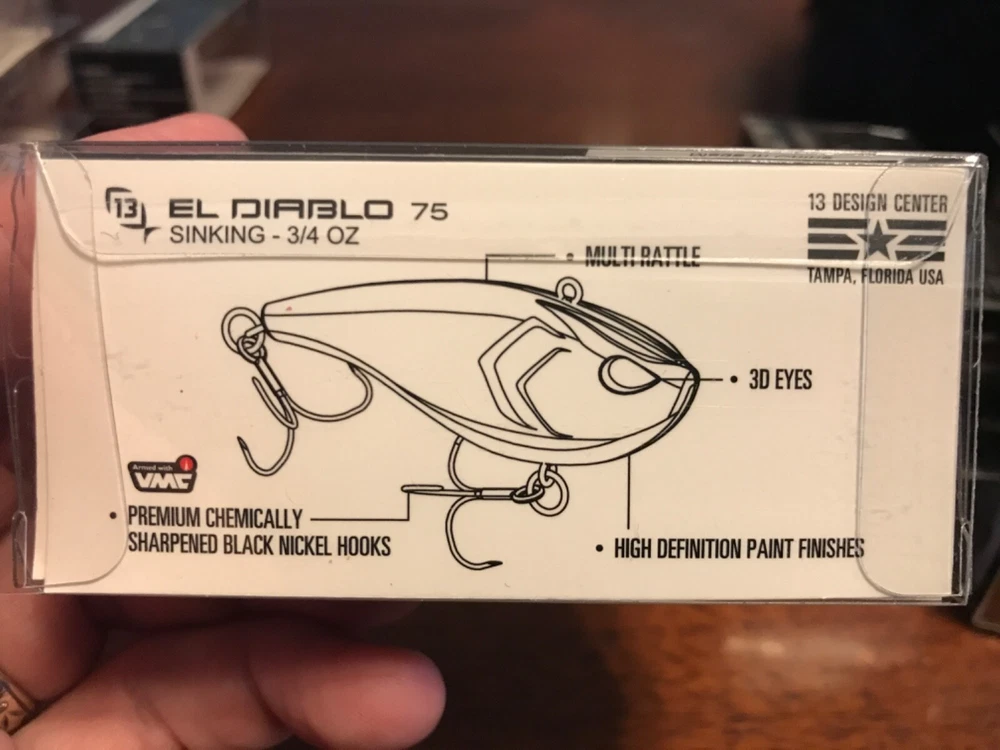 13 EL DIABLO 75
SINKING - 3/4 OZ
13 DESIGN CENTER
TAMPA, FLORIDA USA
• MULTI RATTLE
• 3D EYES
Armed with
VMC
• PREMIUM CHEMICALLY
SHARPENED BLACK NICKEL HOOKS
• HIGH DEFINITION PAINT FINISHES